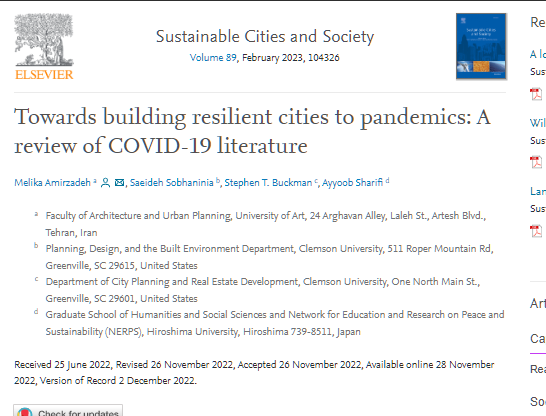 Sustainable Cities and Society
Volume 89, February 2023, 104326
ELSEVIER
Towards building resilient cities to pandemics: A
review of COVID-19 literature
Melika Amirzadeh a, Saeideh Sobhaninia b, Stephen T. Buckman c, Ayyoob Sharifi d
a Faculty of Architecture and Urban Planning, University of Art, 24 Arghavan Alley, Laleh St., Artesh Blvd.,
Tehran, Iran
b Planning, Design, and the Built Environment Department, Clemson University, 511 Roper Mountain Rd,
Greenville, SC 29615, United States
c Department of City Planning and Real Estate Development, Clemson University, One North Main St.,
Greenville, SC 29601, United States
d Graduate School of Humanities and Social Sciences and Network for Education and Research on Peace and
Sustainability (NERPS), Hiroshima University, Hiroshima 739-8511, Japan
Received 25 June 2022, Revised 26 November 2022, Accepted 26 November 2022, Available online 28 November
2022, Version of Record 2 December 2022.
Check for updates
Re
A lo
Sus
Wil
Sus
Lan
Sus
Art
Ca
Rea
Soc